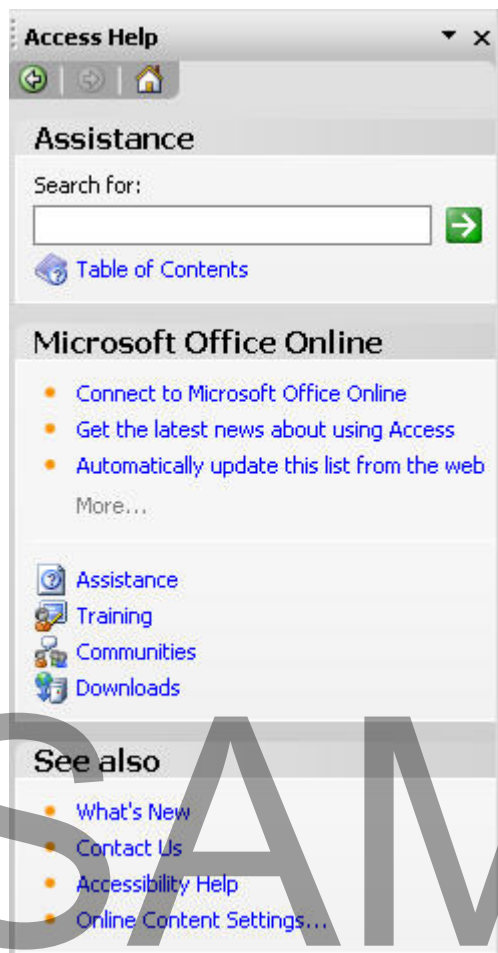 Access Help
Assistance
Search for:
Table of Contents
Microsoft Office Online
Connect to Microsoft Office Online
Get the latest news about using Access
Automatically update this list from the web
More...
Assistance
Training
Communities
Downloads
See also
What's New
Contact Us
Accessibility Help
Online Content Settings...
SAM